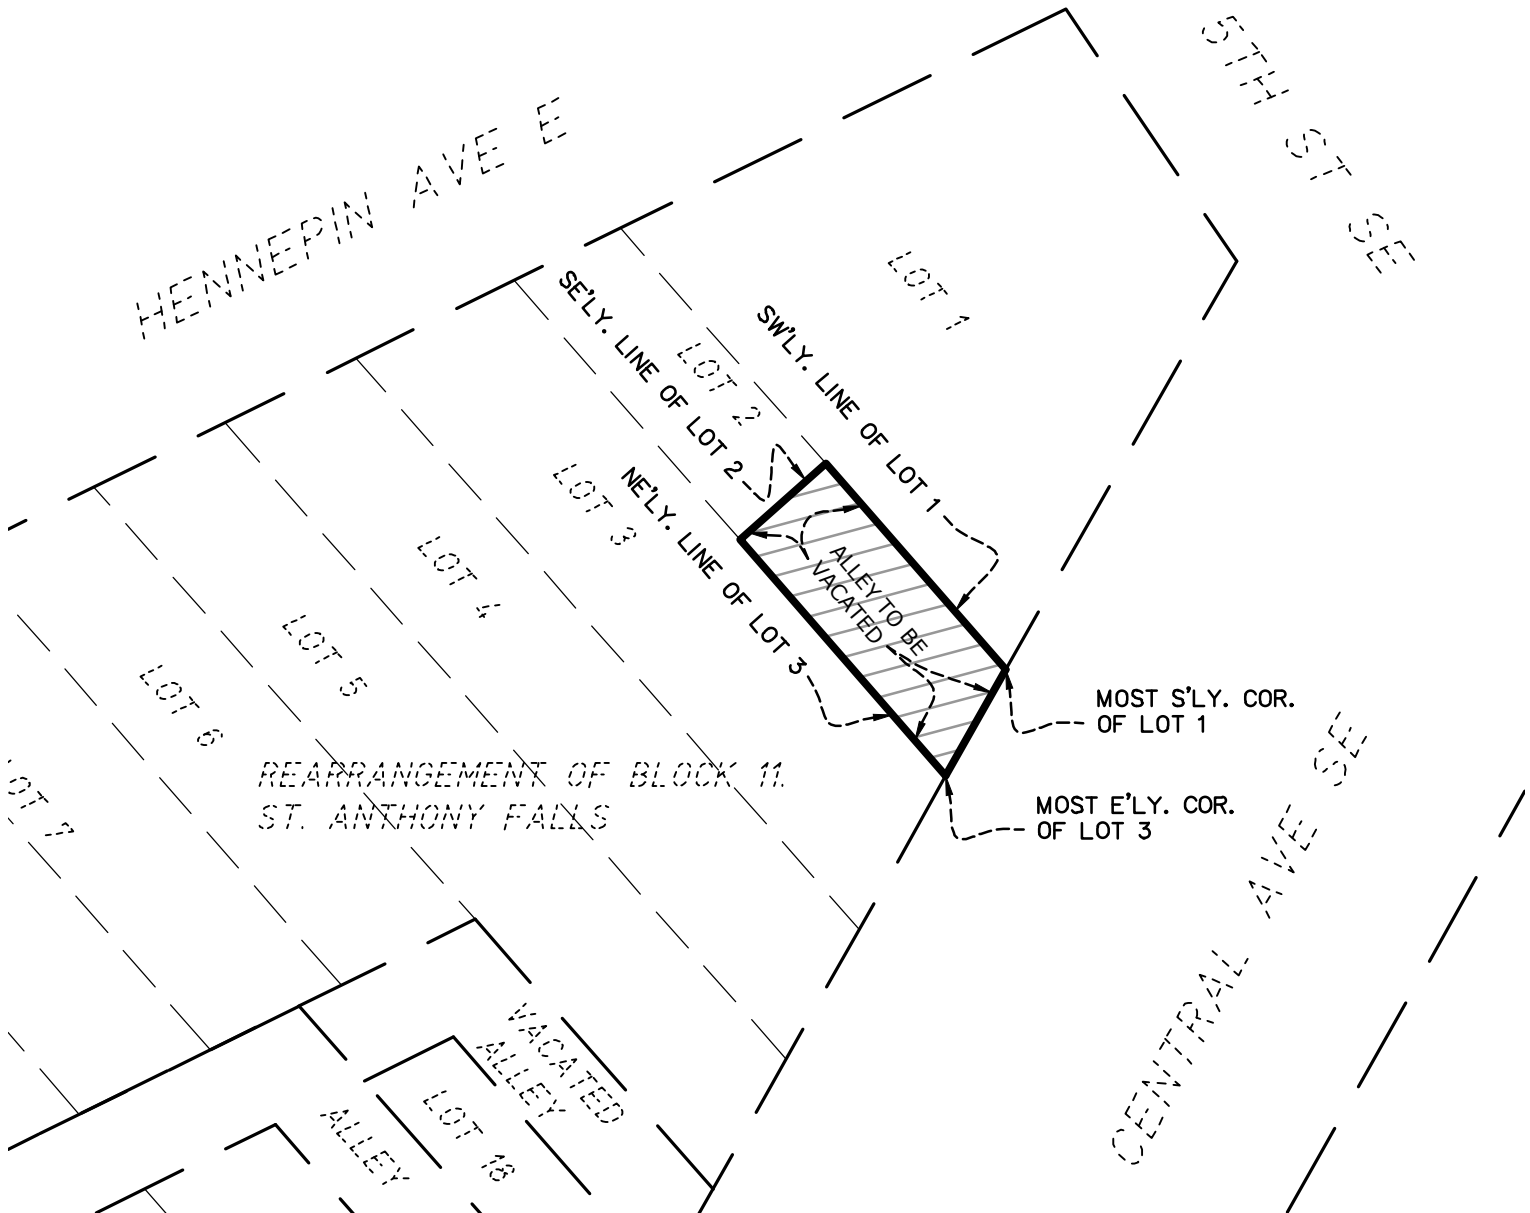 HENNEPIN AVE E
5TH ST SE
LOT 1
SW'LY. LINE OF LOT 1
LOT 2
SE'LY. LINE OF LOT 2
LOT 3
NE'LY. LINE OF LOT 3
ALLEY TO BE
VACATED
LOT 4
LOT 5
LOT 6
MOST S'LY. COR.
OF LOT 1
MOST E'LY. COR.
OF LOT 3
REARRANGEMENT OF BLOCK 11.
ST. ANTHONY FALLS
OT 7
CENTRAL AVE SE
VACATED
ALLEY
LOT 18
ALLEY